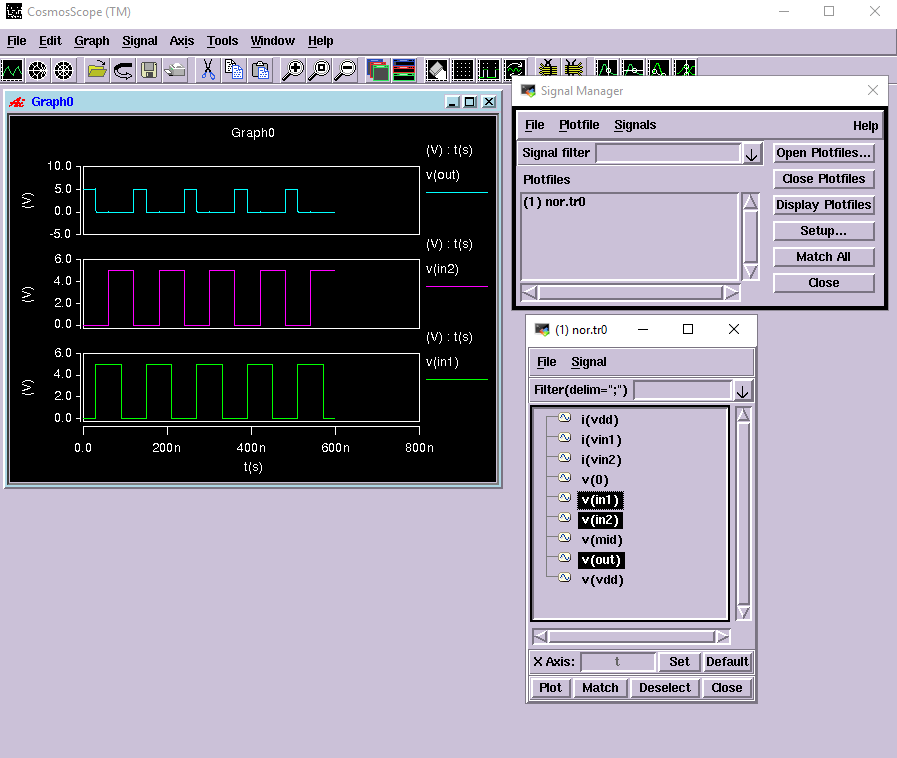 CosmosScope (TM)
File Edit Graph Signal Axis Tools Window Help
Graph0
Graph0
(V) : t(s)
v(out)
10.0
5.0
0.0
-5.0
(V)
(V) : t(s)
v(in2)
6.0
4.0
2.0
0.0
(V)
(V) : t(s)
v(in1)
6.0
4.0
2.0
0.0
(V)
0.0 200n 400n 600n 800n
t(s)
Signal Manager
File Plotfile Signals Help
Signal filter
Plotfiles
(1) nor.tr0
Open Plotfiles...
Close Plotfiles
Display Plotfiles
Setup...
Match All
Close
(1) nor.tr0
File Signal
Filter(delim=";")
i(vdd)
i(vin1)
i(vin2)
v(0)
v(in1)
v(in2)
v(mid)
v(out)
v(vdd)
X Axis: t Set Default
Plot Match Deselect Close